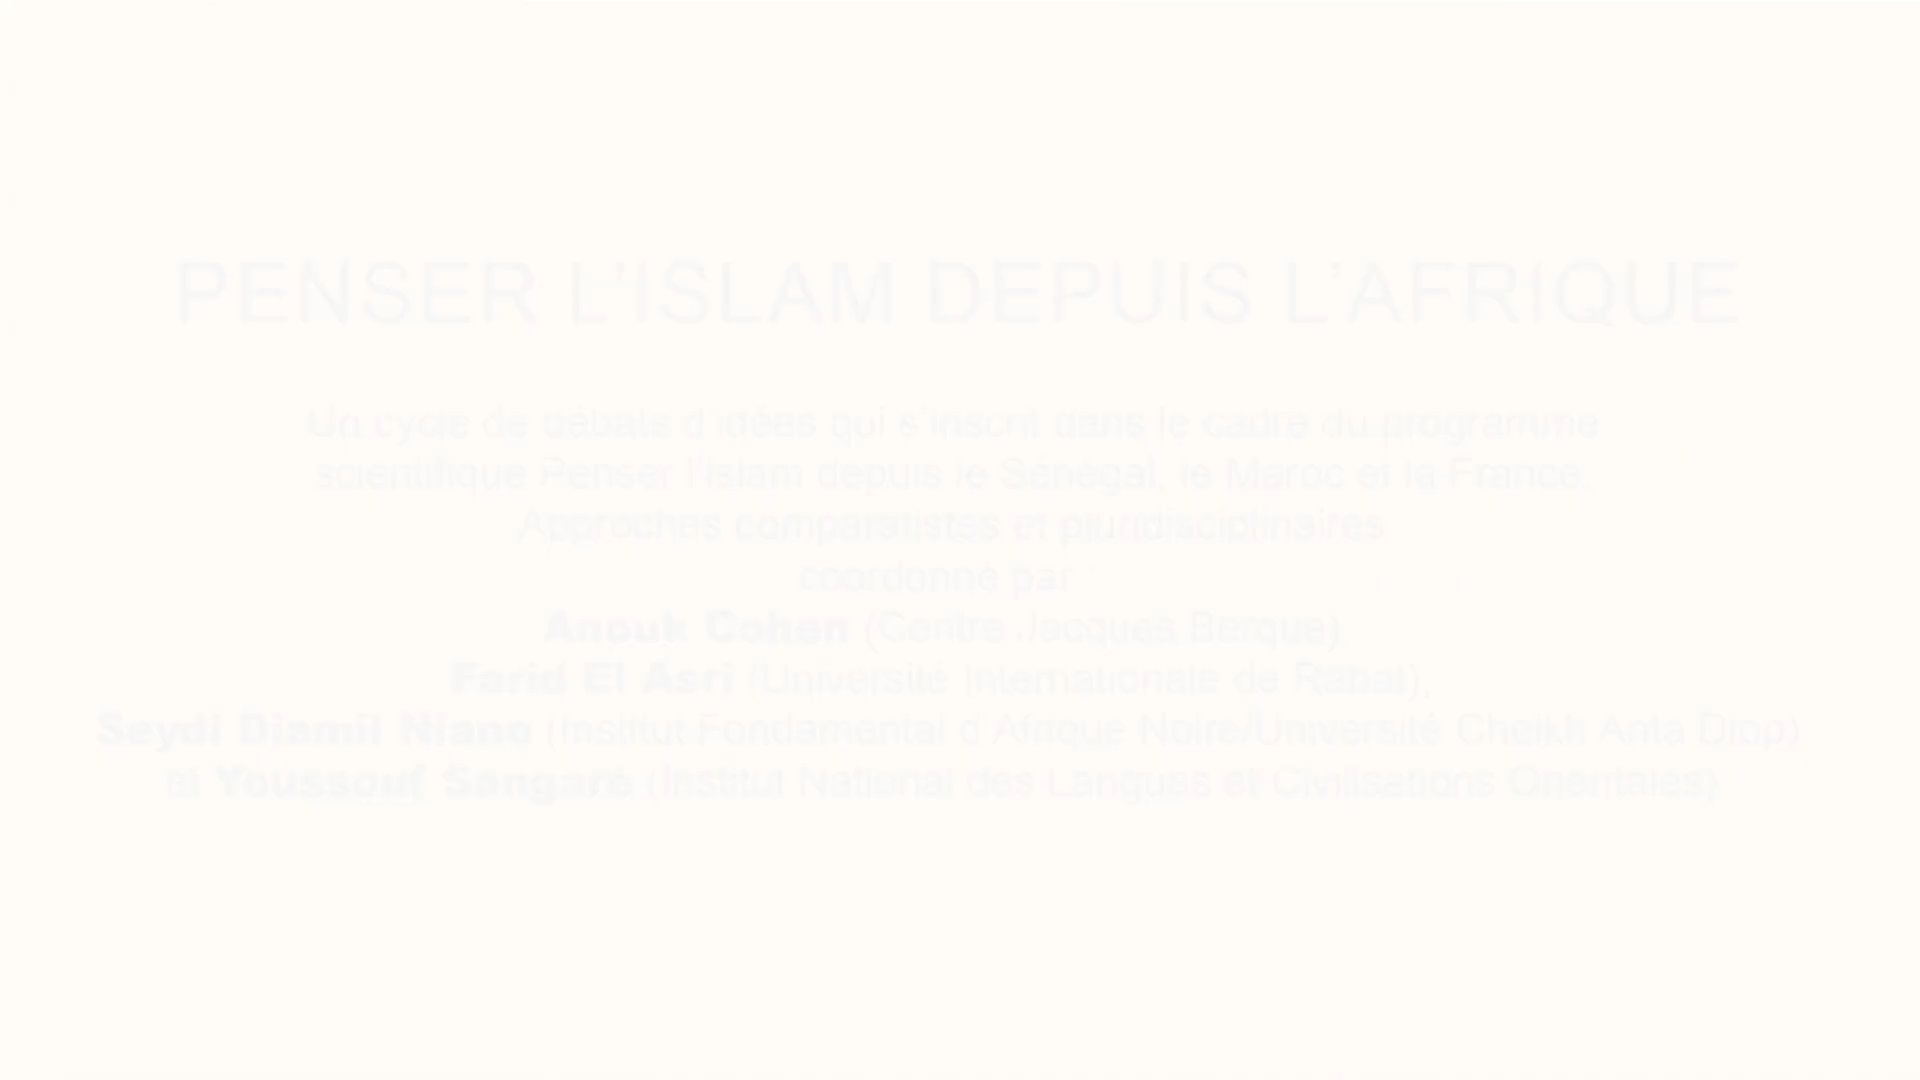 PENSER L'ISLAM DEPUIS L'AFRIQUE
Un cycle de débats d'idées qui s'inscrit dans le cadre du programme
scientifique Penser l'Islam depuis le Sénégal, le Maroc et la France.
Approches comparatistes et pluridisciplinaires
coordonné par
Anouk Cohen (Centre Jacques Berque),
Farid El Asri (Université Internationale de Rabat),
Seydi Diamil Niane (Institut Fondamental d'Afrique Noire/Université Cheikh Anta Diop)
et Youssouf Sangaré (Institut National des Langues et Civilisations Orientales)